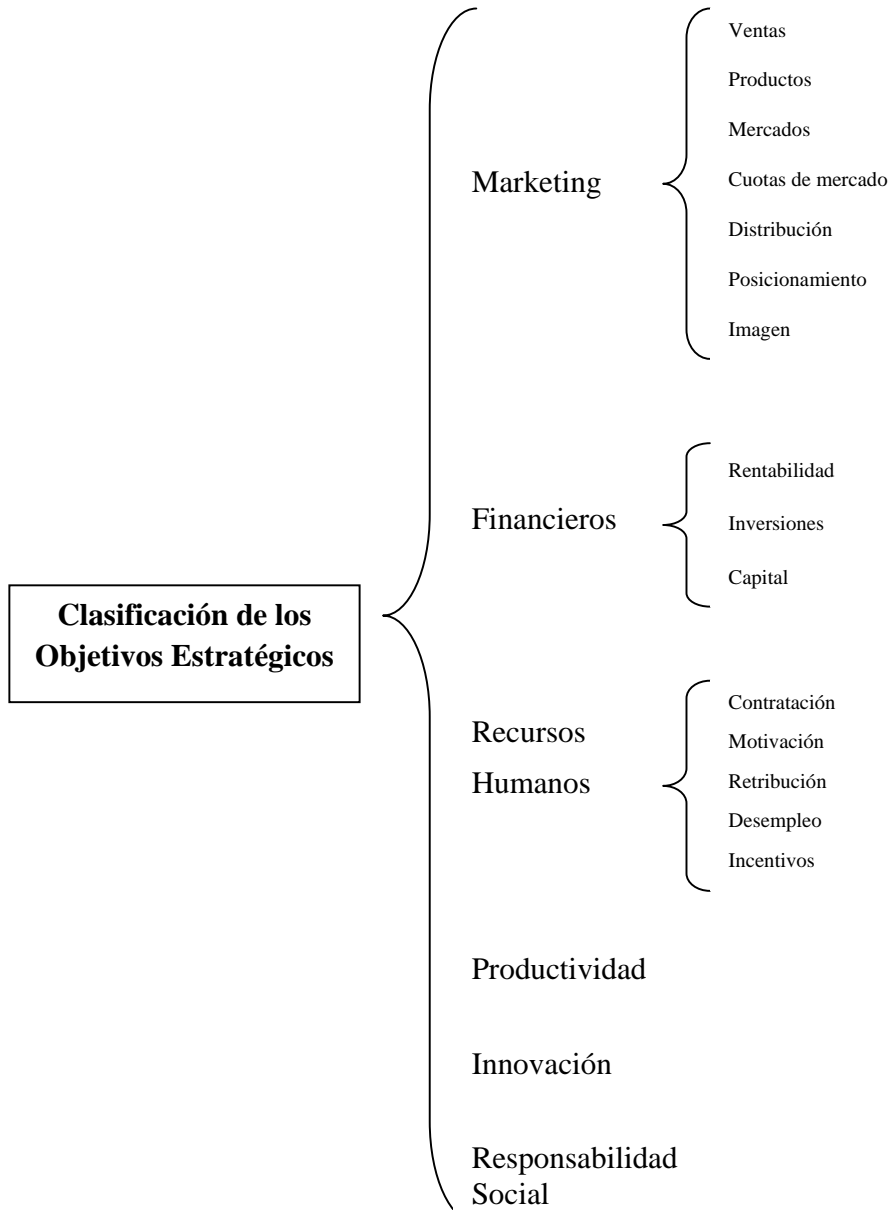 Clasificación de los
Objetivos Estratégicos
Marketing
Ventas
Productos
Mercados
Cuotas de mercado
Distribución
Posicionamiento
Imagen
Financieros
Rentabilidad
Inversiones
Capital
Recursos
Humanos
Contratación
Motivación
Retribución
Desempleo
Incentivos
Productividad
Innovación
Responsabilidad
Social